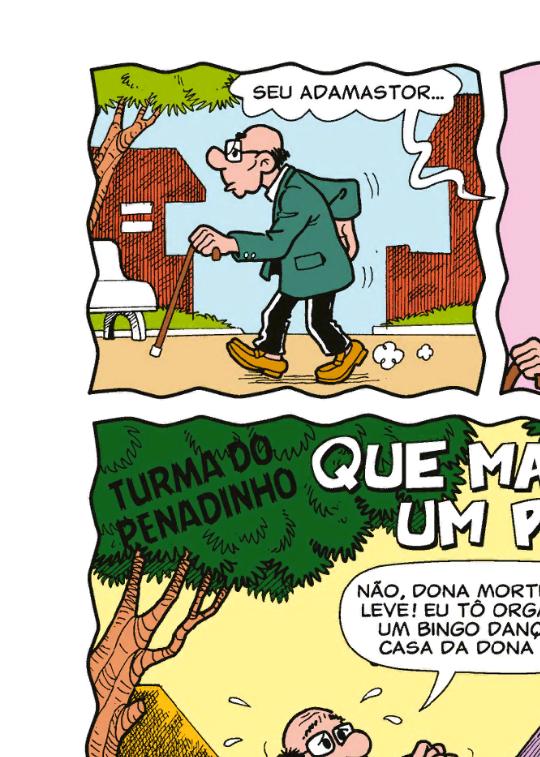 SEU ADAMASTOR...
TURMA DO
PENADINHO
QUE MA
UM P
NÃO, DONA MORTE
LEVE! EU TÔ ORGA
UM BINGO DANÇ
CASA DA DONA